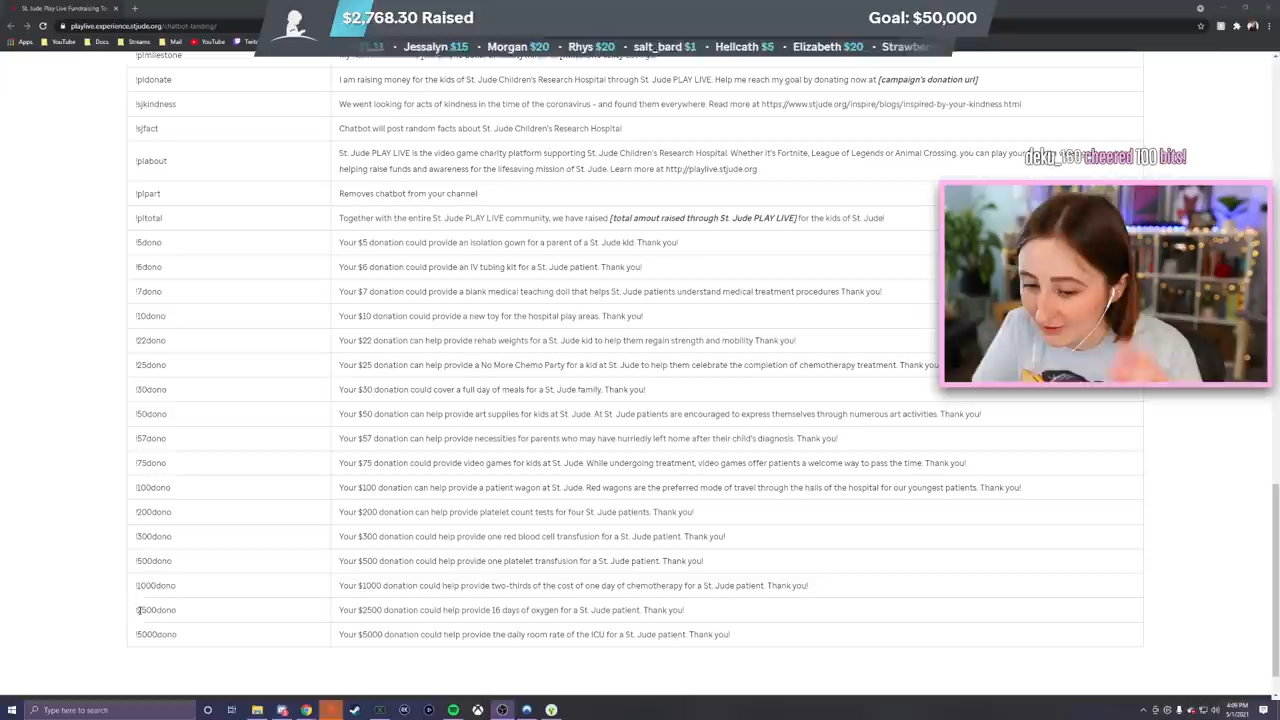 St. Jude Play Live Fundraising To
playlive.experience.stjude.org/chatbot-landing/
Apps YouTube Docs Streams Mail YouTube Twitc
$2,768.30 Raised
Goal: $50,000
Jessalyn $15 • Morgan $20 • Rhys $20 • salt_bard $1 • Hellcath $5 • Elizabeth $20 • Strawbe
!plmilestone
!pldonate I am raising money for the kids of St. Jude Children's Research Hospital through St. Jude PLAY LIVE. Help me reach my goal by donating now at [campaign's donation url]
!sjkindness We went looking for acts of kindness in the time of the coronavirus – and found them everywhere. Read more at https://www.stjude.org/inspire/blogs/inspired-by-your-kindness.html
!sjfact Chatbot will post random facts about St. Jude Children's Research Hospital
!plabout St. Jude PLAY LIVE is the video game charity platform supporting St. Jude Children's Research Hospital. Whether it's Fortnite, League of Legends or Animal Crossing, you can play your
helping raise funds and awareness for the lifesaving mission of St. Jude. Learn more at http://playlive.stjude.org
deku_160 cheered 100 bits!
!plpart Removes chatbot from your channel
!pltotal Together with the entire St. Jude PLAY LIVE community, we have raised [total amout raised through St. Jude PLAY LIVE] for the kids of St. Jude!
!5dono Your $5 donation could provide an isolation gown for a parent of a St. Jude kid. Thank you!
!6dono Your $6 donation could provide an IV tubing kit for a St. Jude patient. Thank you!
!7dono Your $7 donation could provide a blank medical teaching doll that helps St. Jude patients understand medical treatment procedures Thank you!
!10dono Your $10 donation could provide a new toy for the hospital play areas. Thank you!
!22dono Your $22 donation can help provide rehab weights for a St. Jude kid to help them regain strength and mobility Thank you!
!25dono Your $25 donation can help provide a No More Chemo Party for a kid at St. Jude to help them celebrate the completion of chemotherapy treatment. Thank you
!30dono Your $30 donation could cover a full day of meals for a St. Jude family, Thank you!
!50dono Your $50 donation can help provide art supplies for kids at St. Jude. At St. Jude patients are encouraged to express themselves through numerous art activities. Thank you!
!57dono Your $57 donation can help provide necessities for parents who may have hurriedly left home after their child's diagnosis. Thank you!
!75dono Your $75 donation could provide video games for kids at St. Jude. While undergoing treatment, video games offer patients a welcome way to pass the time. Thank you!
!100dono Your $100 donation can help provide a patient wagon at St. Jude. Red wagons are the preferred mode of travel through the halls of the hospital for our youngest patients. Thank you!
!200dono Your $200 donation can help provide platelet count tests for four St. Jude patients. Thank you!
!300dono Your $300 donation could help provide one red blood cell transfusion for a St. Jude patient. Thank you!
!500dono Your $500 donation could help provide one platelet transfusion for a St. Jude patient. Thank you!
!1000dono Your $1000 donation could help provide two-thirds of the cost of one day of chemotherapy for a St. Jude patient. Thank you!
!2500dono Your $2500 donation could help provide 16 days of oxygen for a St. Jude patient. Thank you!
!5000dono Your $5000 donation could help provide the daily room rate of the ICU for a St. Jude patient. Thank you!
Type here to search
4:09 PM
5/1/2021